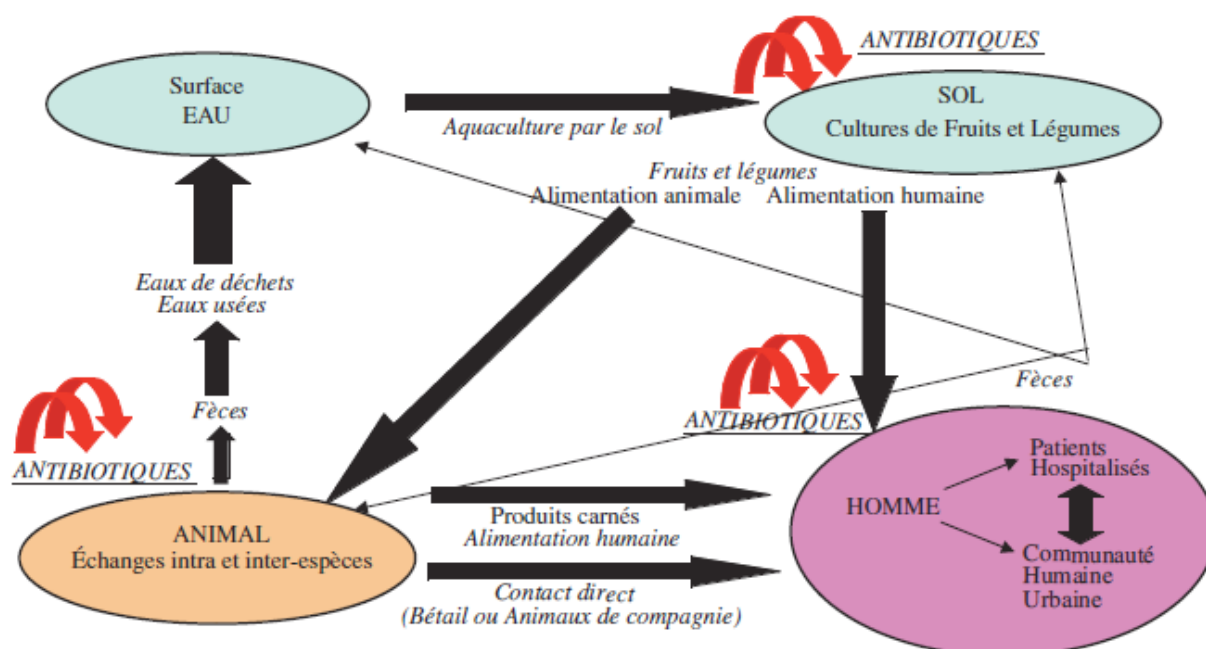 ANTIBIOTIQUES
Surface
EAU
SOL
Cultures de Fruits et Légumes
Aquaculture par le sol
Fruits et légumes
Alimentation animale
Alimentation humaine
Eaux de déchets
Eaux usées
Fèces
Fèces
ANTIBIOTIQUES
ANTIBIOTIQUES
Patients
Hospitalisés
HOMME
Communauté
Humaine
Urbaine
ANIMAL
Échanges intra et inter-espèces
Produits carnés
Alimentation humaine
Contact direct
(Bétail ou Animaux de compagnie)